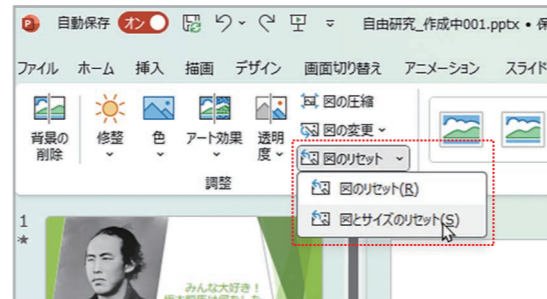 自動保存 オン 自由研究_作成中001.pptx • 保
ファイル ホーム 挿入 描画 デザイン 画面切り替え アニメーション スライド
背景の削除
修整
色
アート効果
透明度
図の圧縮
図の変更
図のリセット
調整
図のリセット(R)
図とサイズのリセット(S)
1
みんな大好き！